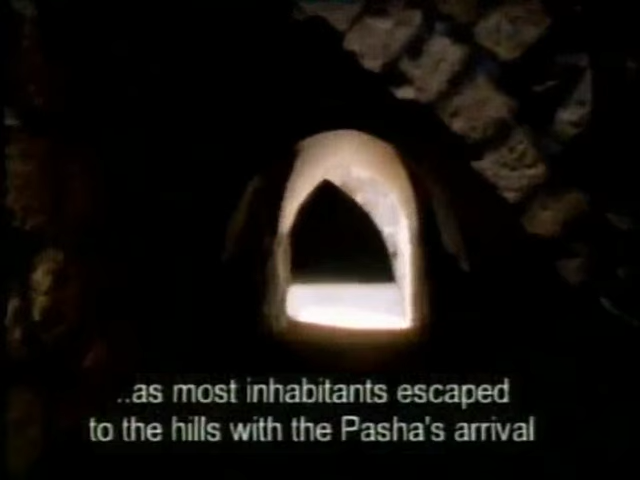 ..as most inhabitants escaped
to the hills with the Pasha's arrival